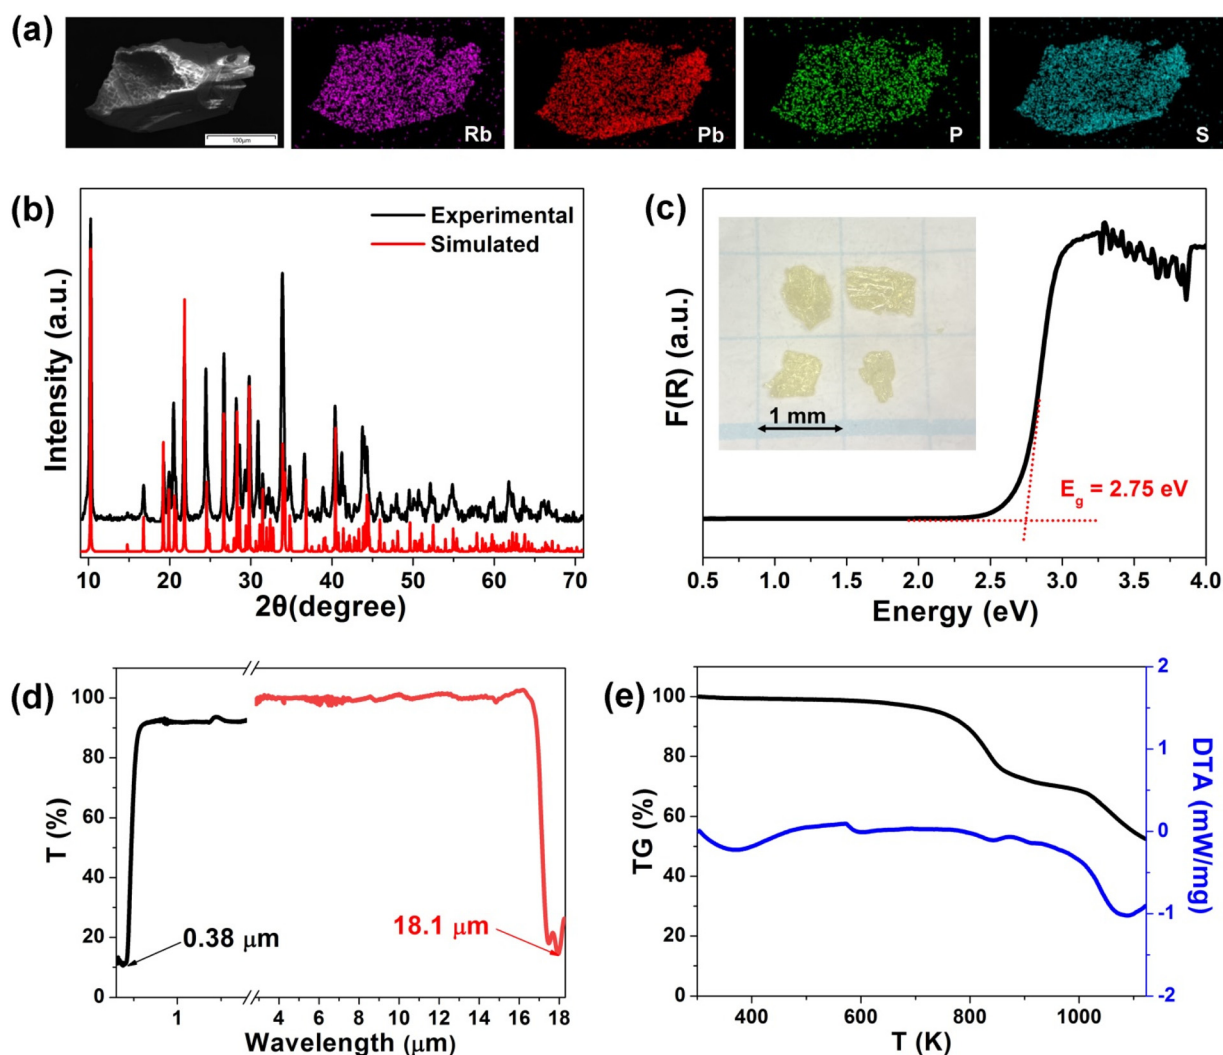 (a)
100μm
Rb
Pb
P
S
(b)
Experimental
Simulated
Intensity (a.u.)
10 20 30 40 50 60 70
2θ(degree)
(c)
F(R) (a.u.)
1 mm
Eg = 2.75 eV
0.5 1.0 1.5 2.0 2.5 3.0 3.5 4.0
Energy (eV)
(d)
T (%)
100
80
60
40
20
0
0.38 μm
18.1 μm
1 4 6 8 10 12 14 16 18
Wavelength (μm)
(e)
TG (%)
100
80
60
40
20
0
2
1
0
-1
-2
DTA (mW/mg)
400 600 800 1000
T (K)